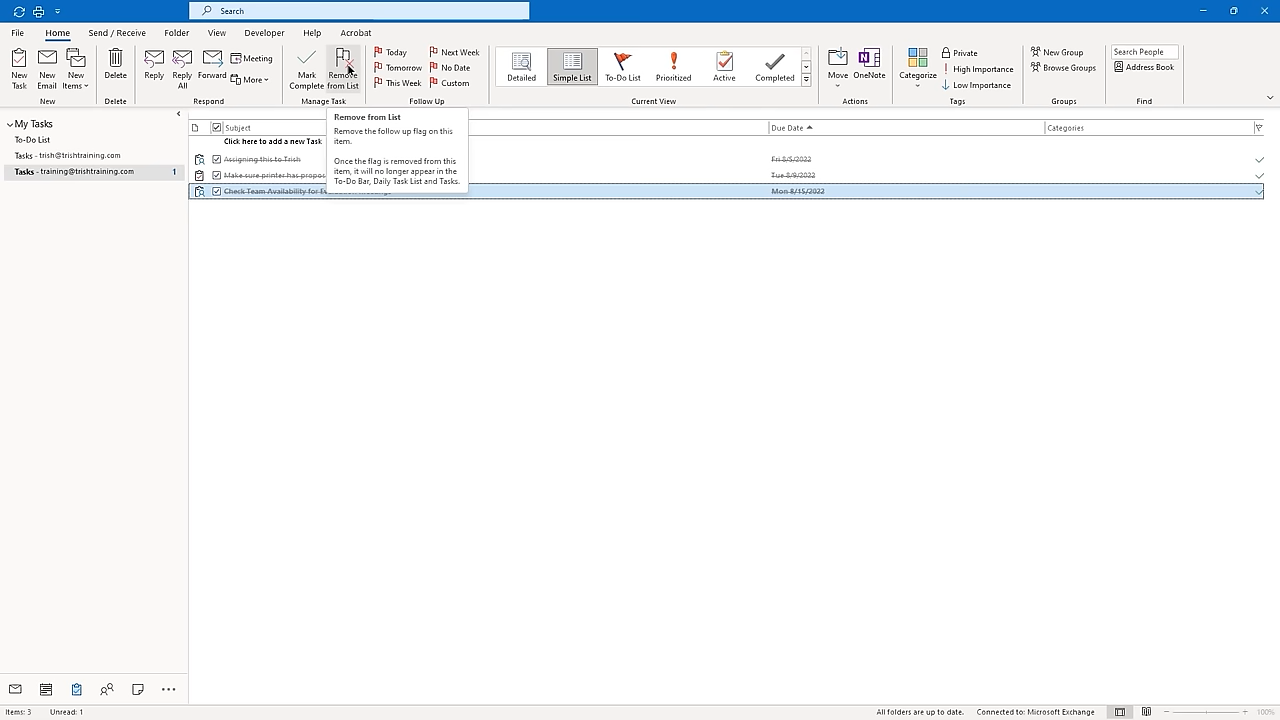 Search
File Home Send / Receive Folder View Developer Help Acrobat
New Task
New Email
New Items
Delete
Reply
Reply All
Forward
Meeting
More
Mark Complete
Remove from List
Today
Tomorrow
This Week
Next Week
No Date
Custom
Detailed
Simple List
To-Do List
Prioritized
Active
Completed
Move
OneNote
Categorize
Private
High Importance
Low Importance
New Group
Browse Groups
Search People
Address Book
New Delete Respond Manage Task Follow Up Current View Actions Tags Groups Find
Remove from List
Remove the follow up flag on this
item.
Once the flag is removed from this
item, it will no longer appear in the
To-Do Bar, Daily Task List and Tasks.
My Tasks
To-Do List
Tasks - trish@trishtraining.com
Tasks - training@trishtraining.com 1
Subject Due Date Categories
Click here to add a new Task
Assigning this to Trish Fri 8/5/2022
Make sure printer has Tue 8/9/2022
Check Team Availability for Mon 8/15/2022
Items: 3 Unread: 1 All folders are up to date. Connected to: Microsoft Exchange 100%